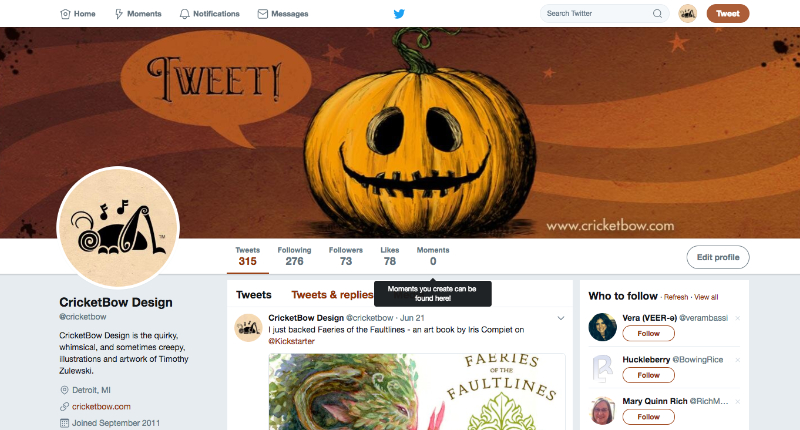 Home
Moments
Notifications
Messages
Search Twitter
Tweet
TWEET!
www.cricketbow.com
TM
Tweets
315
Following
276
Followers
73
Likes
78
Moments
0
Edit profile
Moments you create can be
found here!
CricketBow Design
@cricketbow
CricketBow Design is the quirky,
whimsical, and sometimes creepy,
illustrations and artwork of Timothy
Zulewski.
Detroit, MI
cricketbow.com
Joined September 2011
Tweets
Tweets & replies
CricketBow Design @cricketbow · Jun 21
I just backed Faeries of the Faultlines - an art book by Iris Compiet on
@Kickstarter
FAERIES
OF THE
FAULTLINES
Who to follow · Refresh · View all
Vera (VEER-e) @verambassi
Follow
Huckleberry @BowingRice
Follow
Mary Quinn Rich @RichM...
Follow